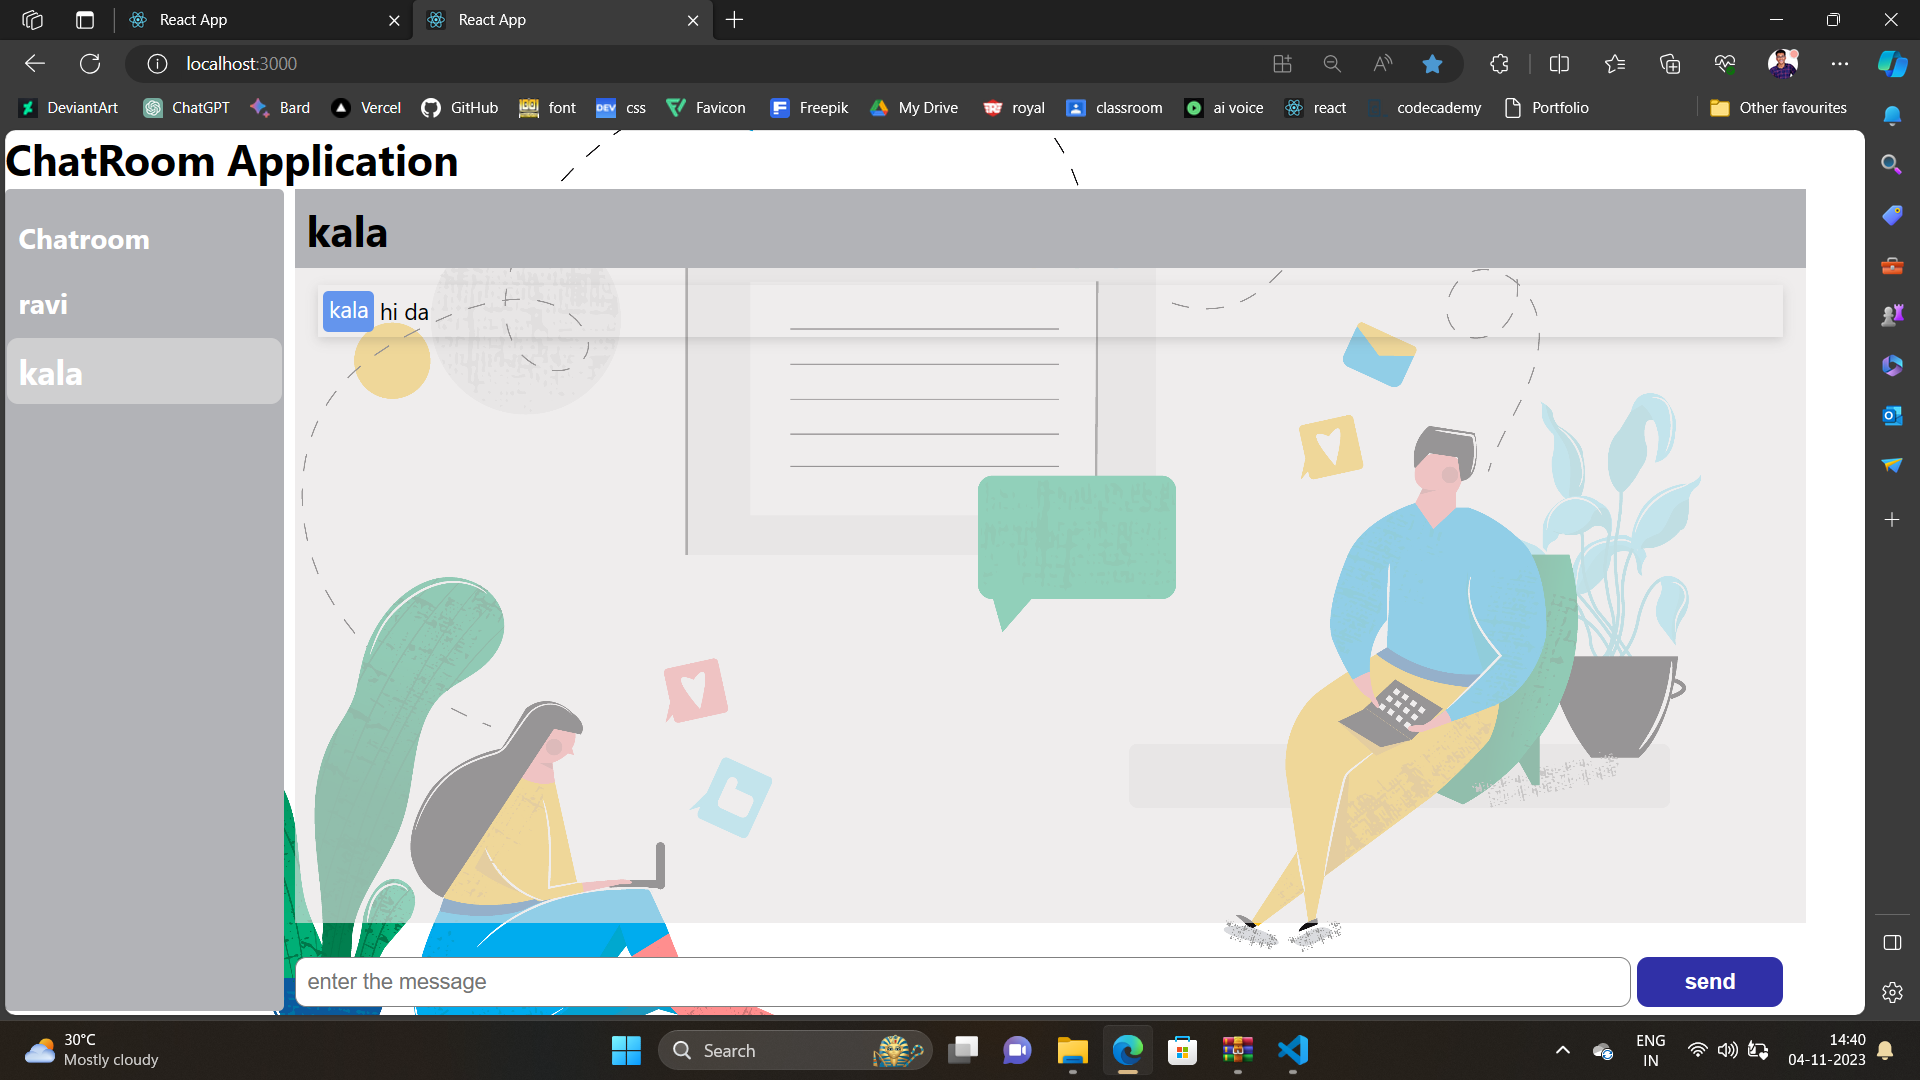 React App
React App
localhost:3000
DeviantArt ChatGPT Bard Vercel GitHub font DEV css Favicon Freepik My Drive royal classroom ai voice react codecademy Portfolio Other favourites
ChatRoom Application
Chatroom
ravi
kala
kala
kala hi da
enter the message
send
30°C
Mostly cloudy
Search
ENG
IN
14:40
04-11-2023